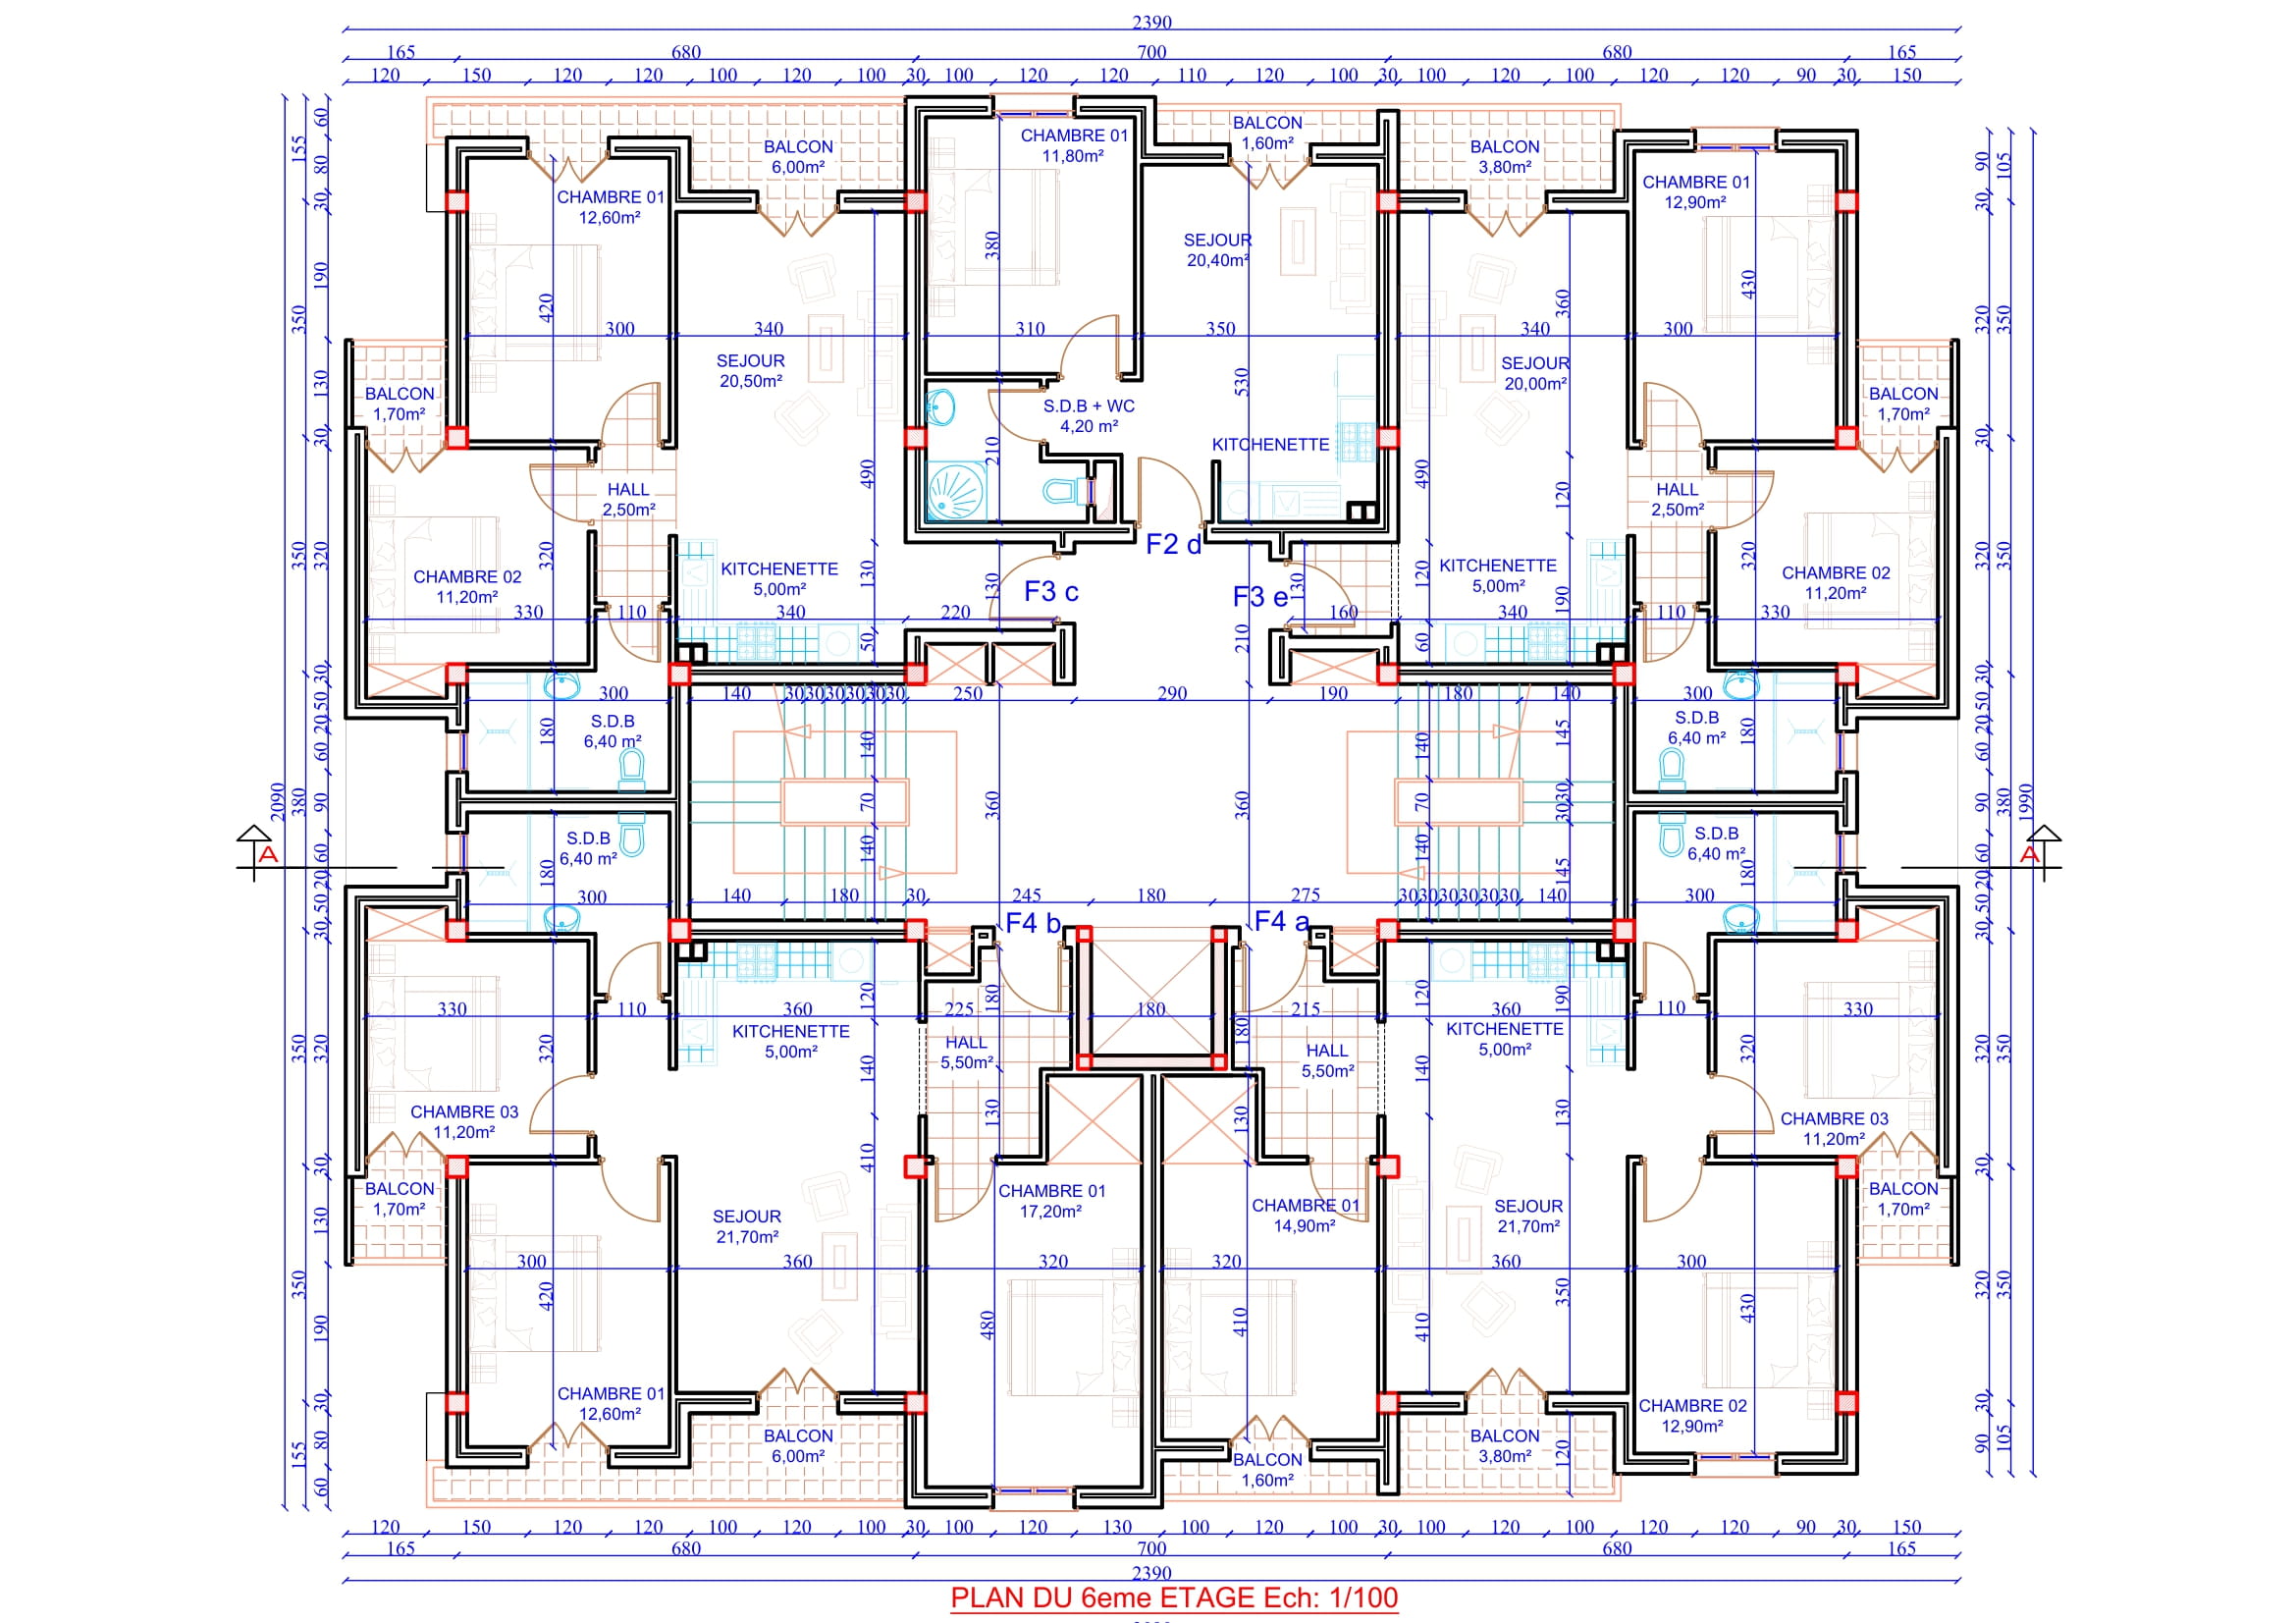 2390
165 680 700 680 165
120 150 120 120 100 120 100 30 100 120 120 110 120 100 30 100 120 100 120 120 90 30 150
CHAMBRE 01
12,60m²
BALCON
6,00m²
CHAMBRE 01
11,80m²
BALCON
1,60m²
BALCON
3,80m²
CHAMBRE 01
12,90m²
SEJOUR
20,40m²
380
420
430
360
300 340 310 350 340 300
SEJOUR
20,50m²
SEJOUR
20,00m²
BALCON
1,70m²
BALCON
1,70m²
S.D.B + WC
4,20 m²
530
KITCHENETTE
210
490
490
120
HALL
2,50m²
HALL
2,50m²
F2 d
320
320
KITCHENETTE
5,00m²
130
130
F3 c
F3 e
130
120
190
KITCHENETTE
5,00m²
CHAMBRE 02
11,20m²
CHAMBRE 02
11,20m²
330 110 340 220 160 340 110 330
50
210
60
300 140 30 30 30 30 30 30 250 290 190 180 140 300
S.D.B
6,40 m²
180
140
140
145
S.D.B
6,40 m²
180
70
360
360
70
30
30
S.D.B
6,40 m²
180
140
140
145
S.D.B
6,40 m²
180
A
A
300 140 180 30 245 180 275 30 30 30 30 30 30 140 300
F4 b
F4 a
330 110 360 225 180 215 360 110 330
120
180
180
120
190
KITCHENETTE
5,00m²
HALL
5,50m²
HALL
5,50m²
KITCHENETTE
5,00m²
320
140
140
320
CHAMBRE 03
11,20m²
130
130
130
CHAMBRE 03
11,20m²
410
BALCON
1,70m²
CHAMBRE 01
17,20m²
CHAMBRE 01
14,90m²
BALCON
1,70m²
SEJOUR
21,70m²
SEJOUR
21,70m²
300 360 320 320 360 300
420
480
410
410
350
430
CHAMBRE 01
12,60m²
CHAMBRE 02
12,90m²
BALCON
6,00m²
BALCON
1,60m²
BALCON
3,80m²
120
2090
155 350 350 380 350 350 155
60 80 30 190 130 30 320 30 50 20 60 90 60 20 50 30 320 30 130 190 30 80 60
90 30 320 30 320 30 50 20 60 90 60 20 50 30 320 30 320 30 90
105 350 350 380 350 350 105
1990
120 150 120 120 100 120 100 30 100 120 130 100 120 100 30 100 120 100 120 120 90 30 150
165 680 700 680 165
2390
PLAN DU 6eme ETAGE Ech: 1/100